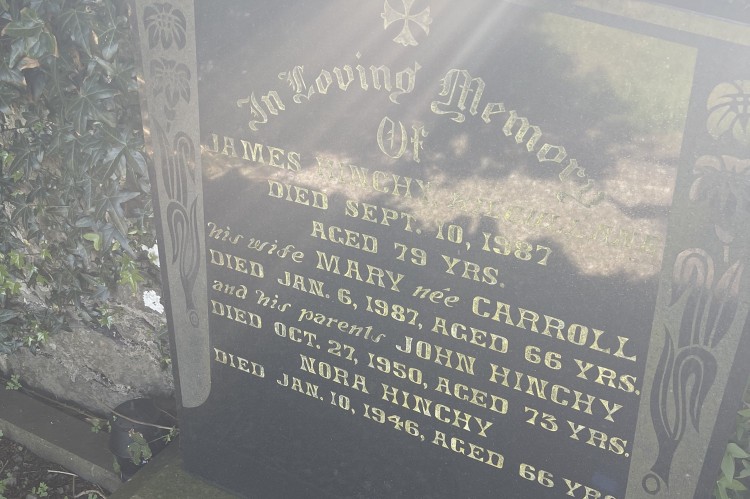 In Loving Memory
Of
JAMES HINCHY
DIED SEPT. 10, 1987
AGED 79 YRS.
his wife MARY née CARROLL
DIED JAN. 6, 1987, AGED 66 YRS.
and his parents JOHN HINCHY
DIED OCT. 27, 1950, AGED 73 YRS.
NORA HINCHY
DIED JAN. 10, 1946, AGED 66 YRS